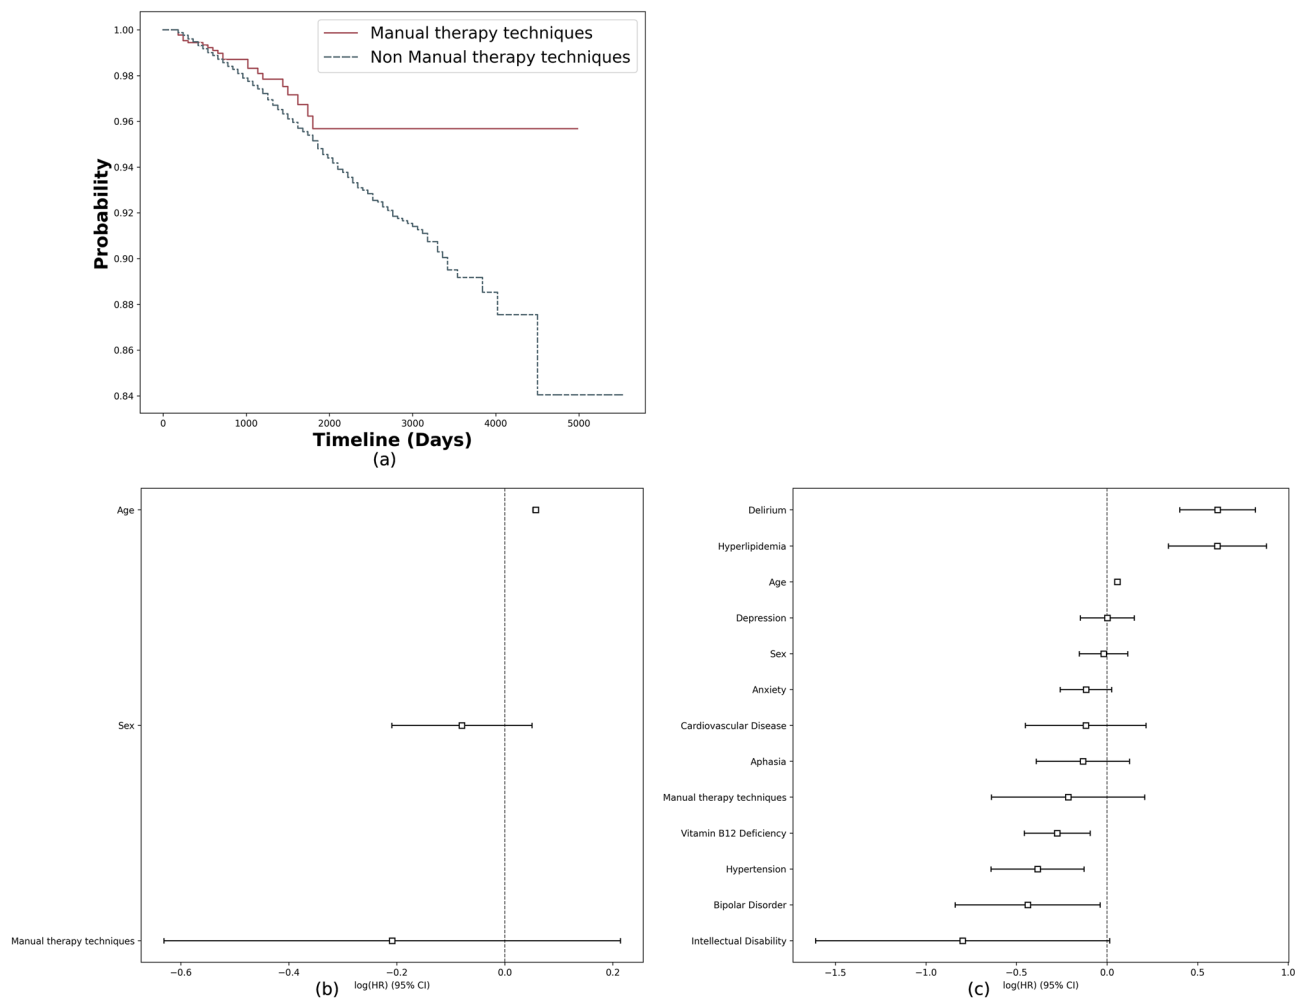 1.00
0.98
0.96
0.94
0.92
0.90
0.88
0.86
0.84
Probability
Manual therapy techniques
Non Manual therapy techniques
0 1000 2000 3000 4000 5000
Timeline (Days)
(a)
Age
Sex
Manual therapy techniques
−0.6 −0.4 −0.2 0.0 0.2
log(HR) (95% CI)
(b)
Delirium
Hyperlipidemia
Age
Depression
Sex
Anxiety
Cardiovascular Disease
Aphasia
Manual therapy techniques
Vitamin B12 Deficiency
Hypertension
Bipolar Disorder
Intellectual Disability
−1.5 −1.0 −0.5 0.0 0.5 1.0
log(HR) (95% CI)
(c)